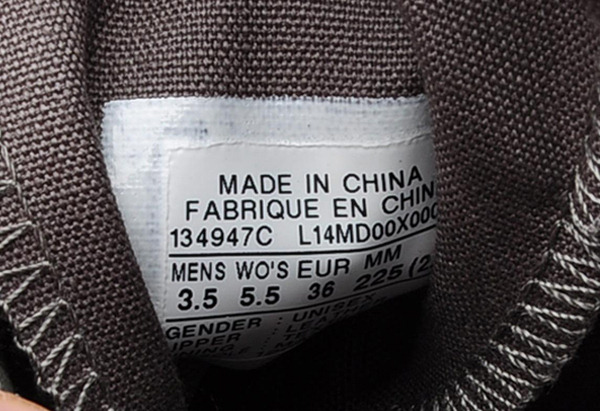 MADE IN CHINA
FABRIQUE EN CHIN
134947C L14MD00X00
MENS WO'S EUR MM
3.5 5.5 36 225 (2
GENDER : UNISEX